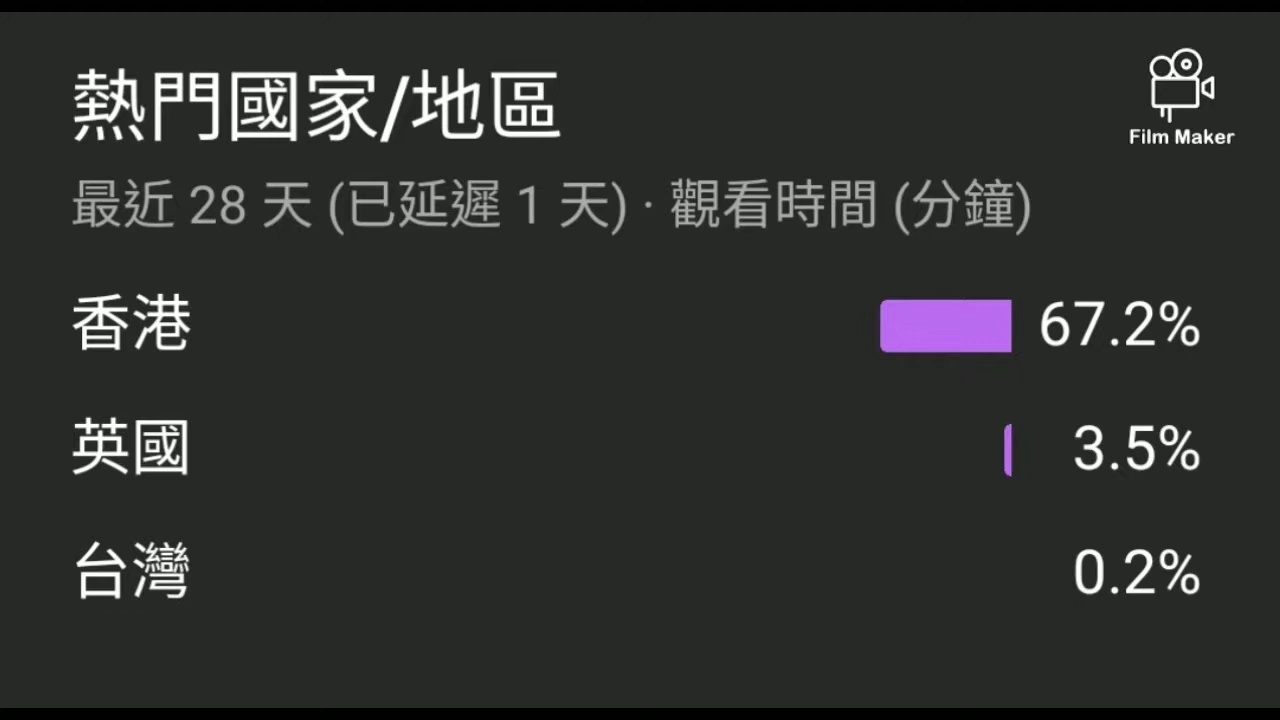 熱門國家/地區
Film Maker
最近 28 天 (已延遲 1 天) · 觀看時間 (分鐘)
香港 67.2%
英國 3.5%
台灣 0.2%